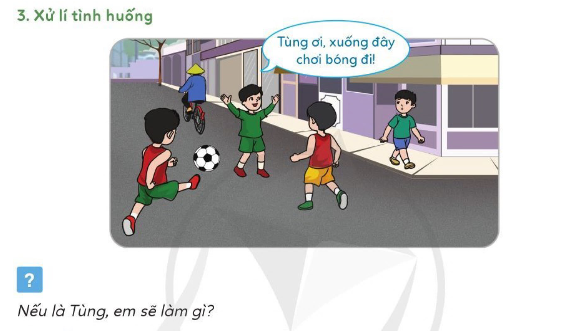 3. Xử lí tình huống
Tùng ơi, xuống đây
chơi bóng đi!
?
Nếu là Tùng, em sẽ làm gì?